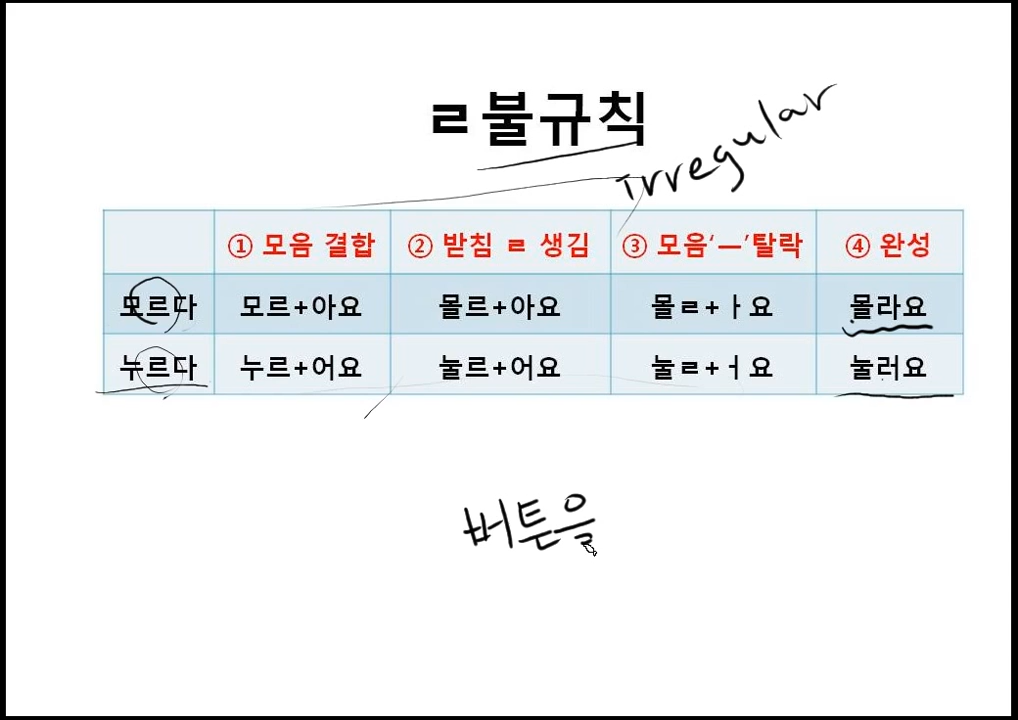 ㄹ불규칙
irregular
① 모음 결합 ② 받침 ㄹ 생김 ③ 모음‘ㅡ’탈락 ④ 완성
모르다 모르+아요 몰르+아요 몰ㄹ+ㅏ요 몰라요
누르다 누르+어요 눌르+어요 눌ㄹ+ㅓ요 눌러요
버튼을